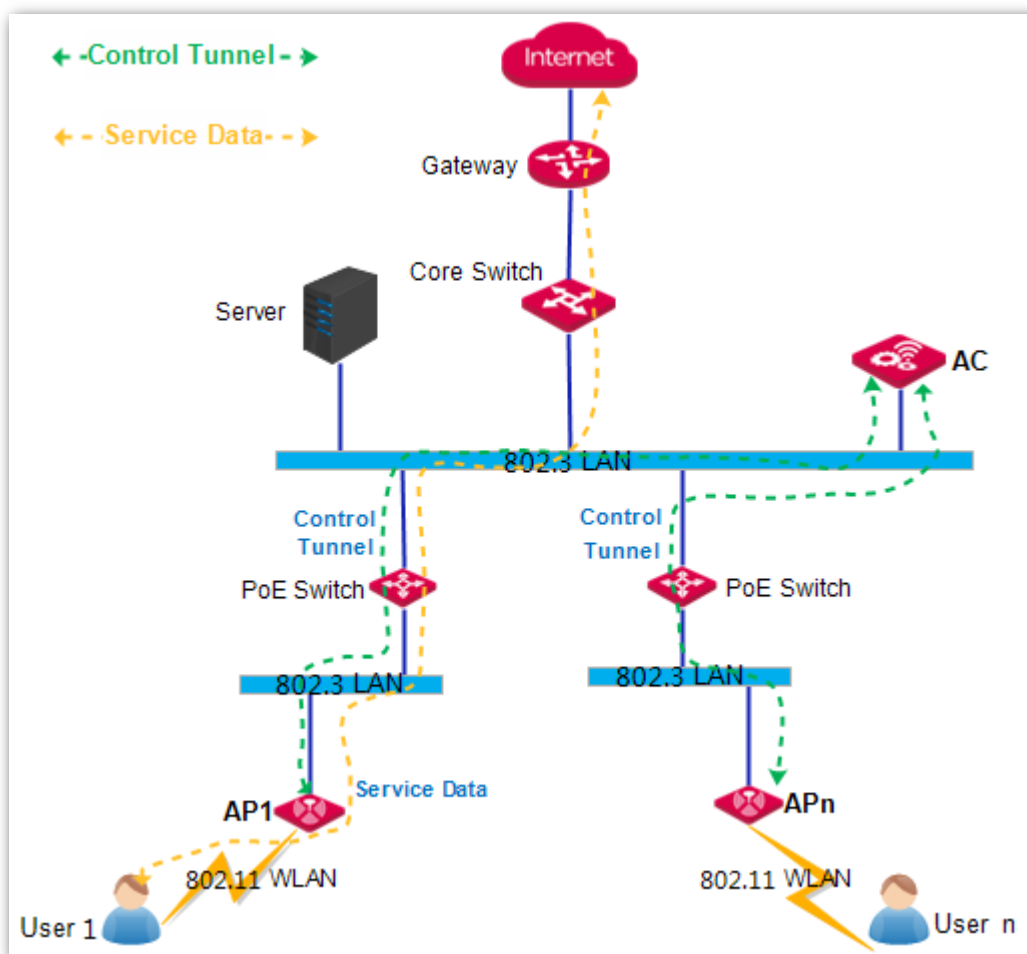 Control Tunnel
Internet
Service Data
Gateway
Core Switch
Server
AC
802.3 LAN
Control
Tunnel
Control
Tunnel
PoE Switch
PoE Switch
802.3 LAN
802.3 LAN
Service Data
AP1
APn
802.11 WLAN
802.11 WLAN
User 1
User n